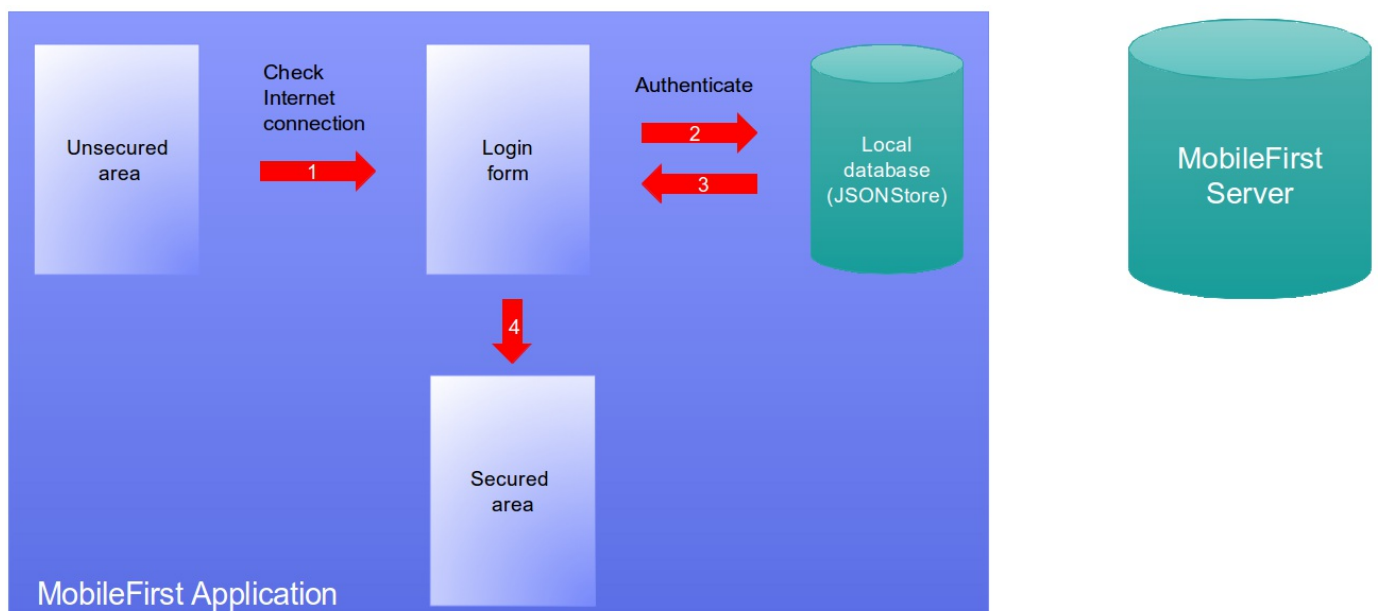 Check
Internet
connection
Authenticate
Unsecured
area
1
Login
form
2
3
Local
database
(JSONStore)
MobileFirst
Server
4
Secured
area
MobileFirst Application